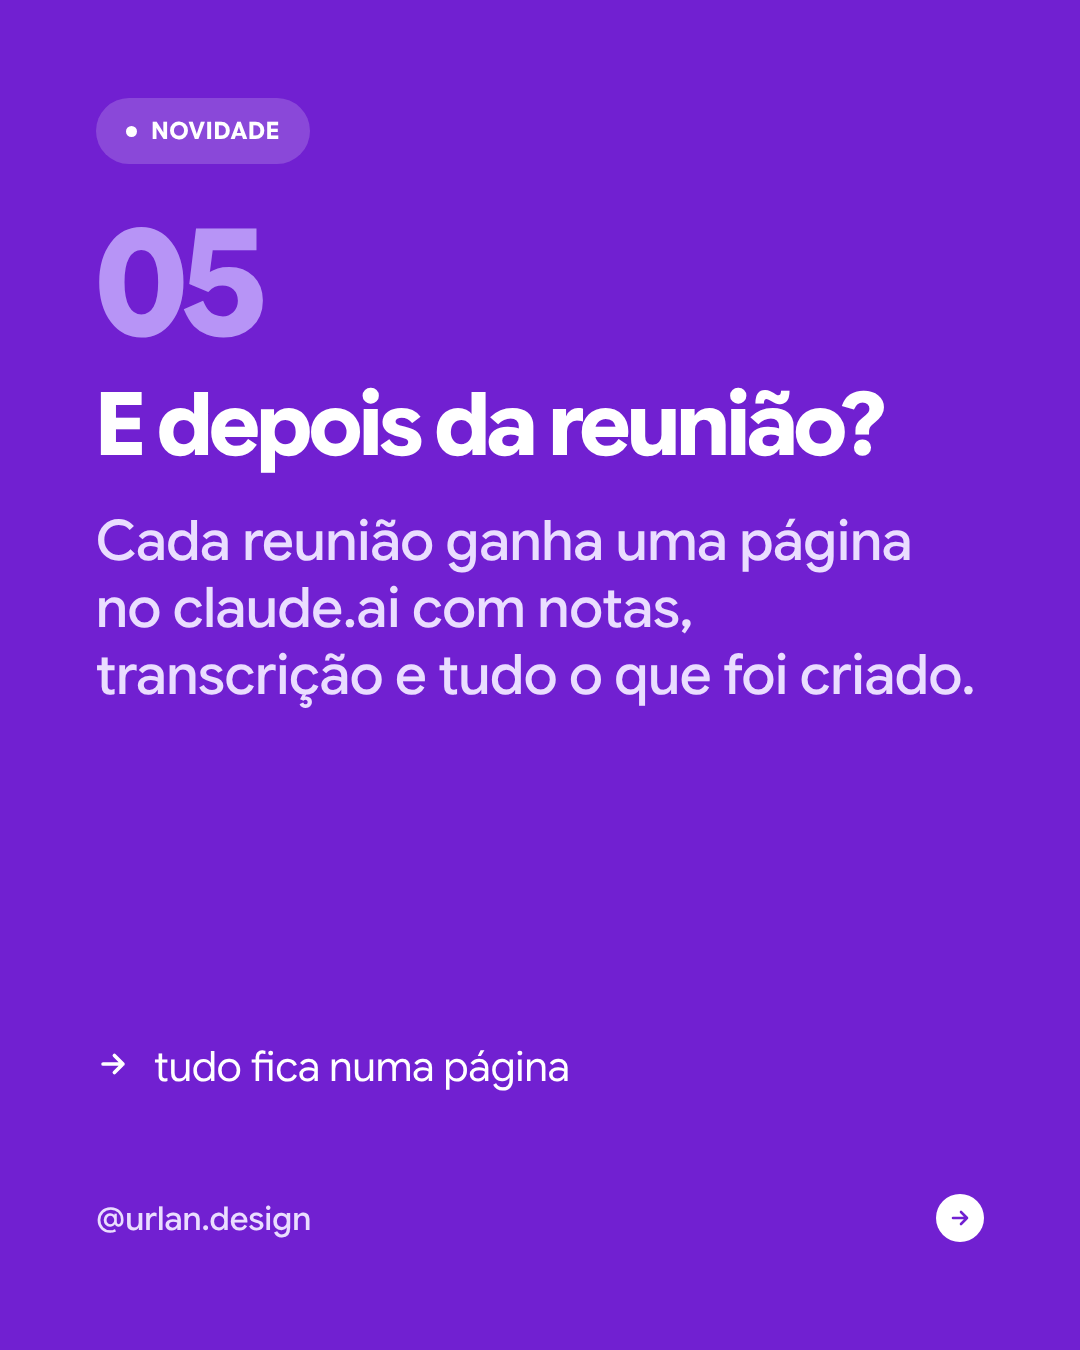 NOVIDADE
05
E depois da reunião?
Cada reunião ganha uma página
no claude.ai com notas,
transcrição e tudo o que foi criado.
→ tudo fica numa página
@urlan.design